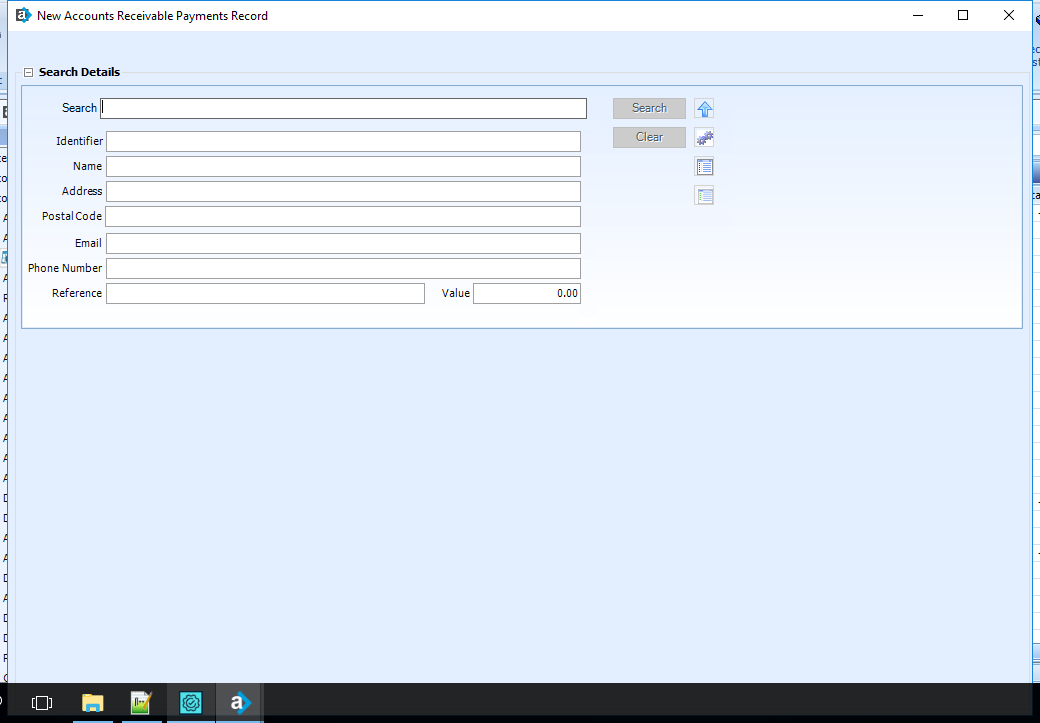 New Accounts Receivable Payments Record
Search Details
Search
Search
Identifier
Clear
Name
Address
Postal Code
Email
Phone Number
Reference
Value
0.00